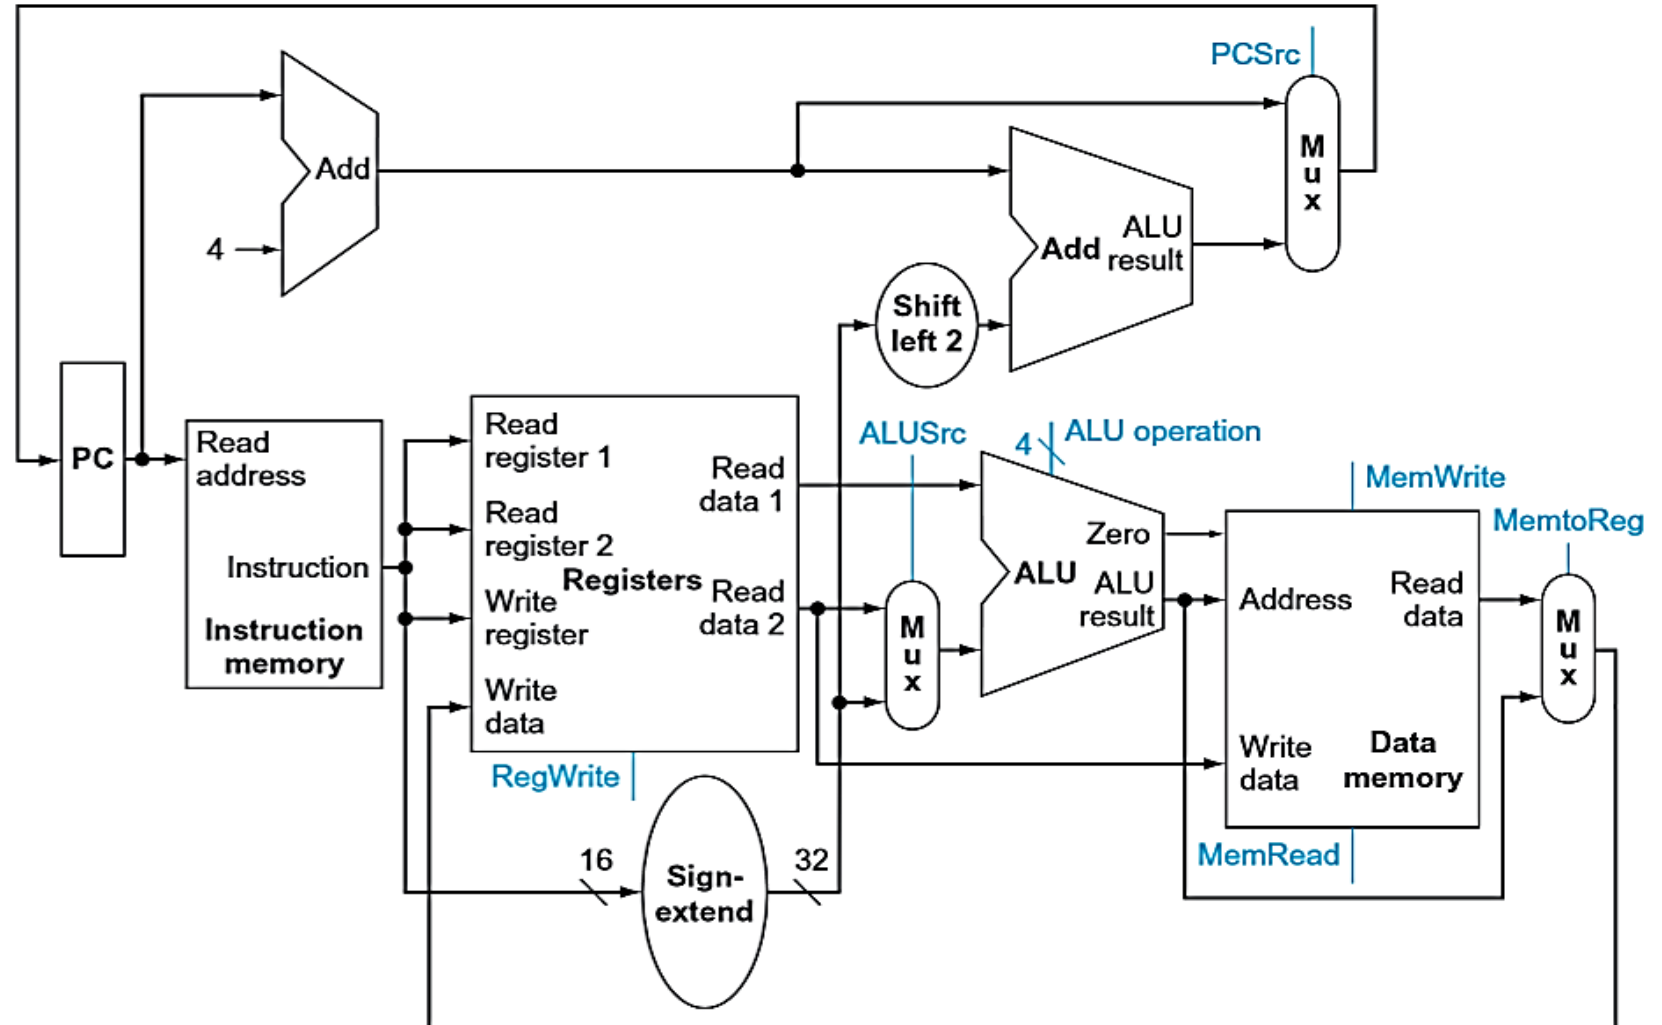 PCSrc
M
u
x
Add
4
Add
ALU
result
Shift
left 2
PC
Read
address
Instruction
Instruction
memory
Read
register 1
Read
register 2
Write
register
Write
data
Registers
Read
data 1
Read
data 2
RegWrite
16
Sign-
extend
32
ALUSrc
M
u
x
4
ALU operation
Zero
ALU
ALU
result
MemWrite
Address
Read
data
Write
data
Data
memory
MemRead
MemtoReg
M
u
x